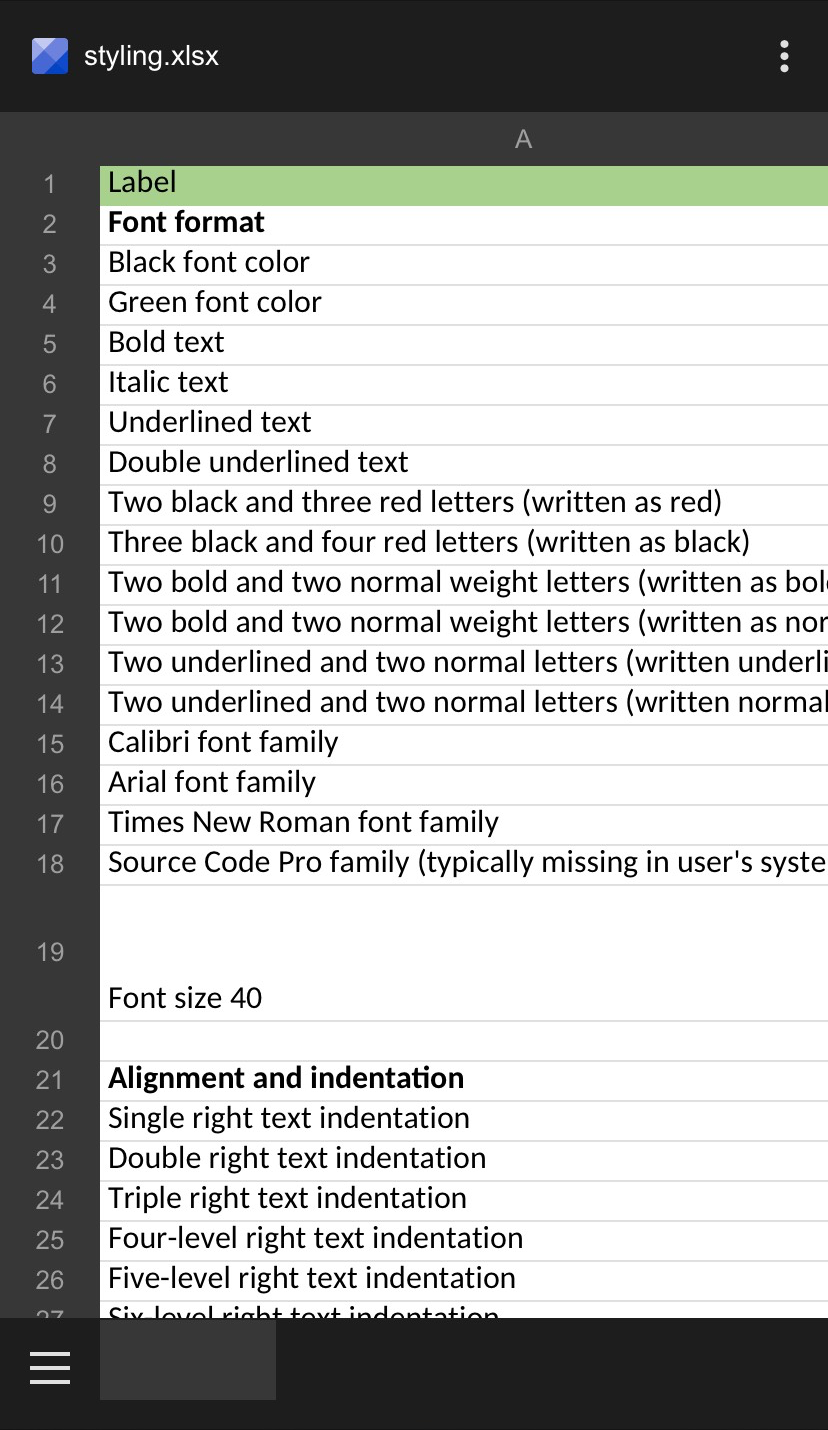 styling.xlsx
A
1 Label
2 Font format
3 Black font color
4 Green font color
5 Bold text
6 Italic text
7 Underlined text
8 Double underlined text
9 Two black and three red letters (written as red)
10 Three black and four red letters (written as black)
11 Two bold and two normal weight letters (written as bol
12 Two bold and two normal weight letters (written as nor
13 Two underlined and two normal letters (written underli
14 Two underlined and two normal letters (written normal
15 Calibri font family
16 Arial font family
17 Times New Roman font family
18 Source Code Pro family (typically missing in user's syste
19 Font size 40
20
21 Alignment and indentation
22 Single right text indentation
23 Double right text indentation
24 Triple right text indentation
25 Four-level right text indentation
26 Five-level right text indentation
27 Six-level right text indentation